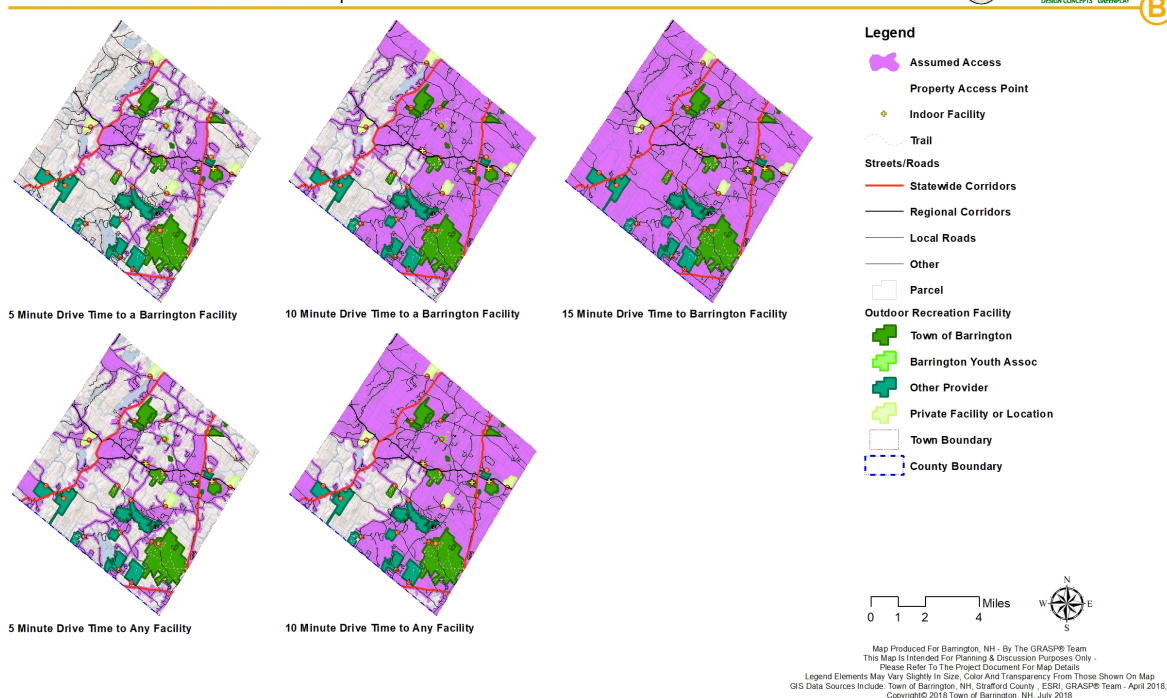 DESIGN CONCEPTS GREENPLAY
B
Legend
Assumed Access
Property Access Point
Indoor Facility
Trail
Streets/Roads
Statewide Corridors
Regional Corridors
Local Roads
Other
Parcel
Outdoor Recreation Facility
Town of Barrington
Barrington Youth Assoc
Other Provider
Private Facility or Location
Town Boundary
County Boundary
5 Minute Drive Time to a Barrington Facility
10 Minute Drive Time to a Barrington Facility
15 Minute Drive Time to Barrington Facility
5 Minute Drive Time to Any Facility
10 Minute Drive Time to Any Facility
0 1 2 4 Miles
N
W E
S
Map Produced For Barrington, NH - By The GRASP® Team
This Map Is Intended For Planning & Discussion Purposes Only -
Please Refer To The Project Document For Map Details
Legend Elements May Vary Slightly In Size, Color And Transparency From Those Shown On Map
GIS Data Sources Include: Town of Barrington, NH, Strafford County , ESRI, GRASP® Team - April 2018,
Copyright© 2018 Town of Barrington, NH, July 2018